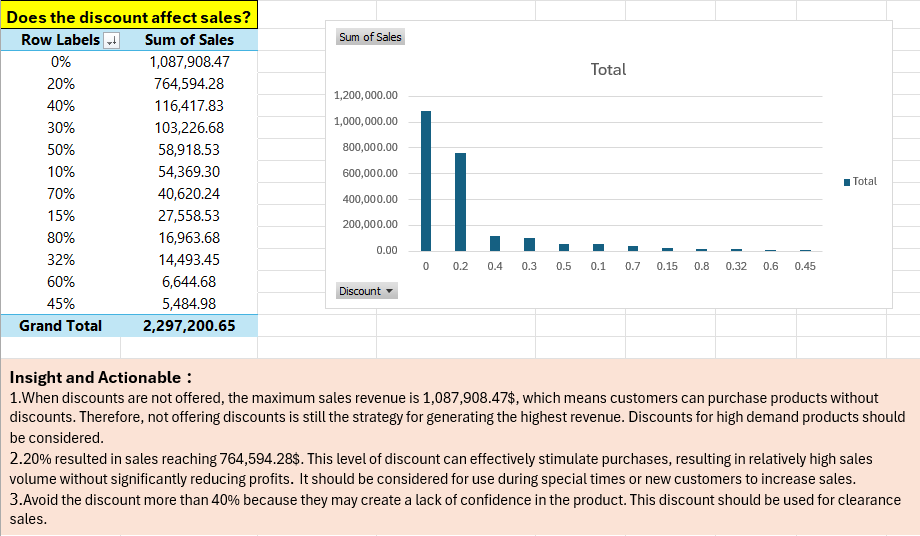 Does the discount affect sales?
Row Labels Sum of Sales
0% 1,087,908.47
20% 764,594.28
40% 116,417.83
30% 103,226.68
50% 58,918.53
10% 54,369.30
70% 40,620.24
15% 27,558.53
80% 16,963.68
32% 14,493.45
60% 6,644.68
45% 5,484.98
Grand Total 2,297,200.65
Sum of Sales
Total
1,200,000.00
1,000,000.00
800,000.00
600,000.00
400,000.00
200,000.00
0.00
0 0.2 0.4 0.3 0.5 0.1 0.7 0.15 0.8 0.32 0.6 0.45
Total
Discount
Insight and Actionable :
1.When discounts are not offered, the maximum sales revenue is 1,087,908.47$, which means customers can purchase products without
discounts. Therefore, not offering discounts is still the strategy for generating the highest revenue. Discounts for high demand products should
be considered.
2.20% resulted in sales reaching 764,594.28$. This level of discount can effectively stimulate purchases, resulting in relatively high sales
volume without significantly reducing profits. It should be considered for use during special times or new customers to increase sales.
3.Avoid the discount more than 40% because they may create a lack of confidence in the product. This discount should be used for clearance
sales.